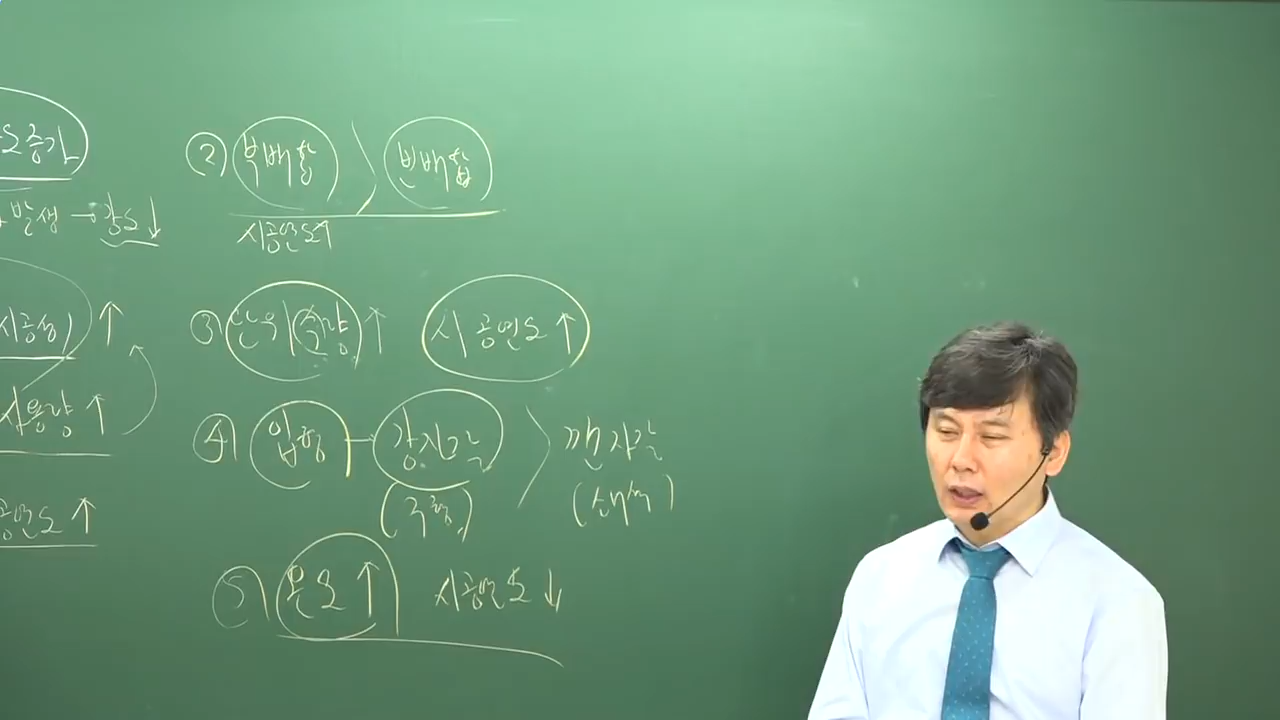 도증가
발생 → 강도↓
시공성) ↑
사용량 ↑
공연도 ↑
② 부배합 > 빈배합
시공연도↑
③ 단위수량↑ 시공연도↑
④ 입형 - 강자갈 > 깬자갈
(구형) (쇄석)
⑤ 온도↑ 시공연도↓